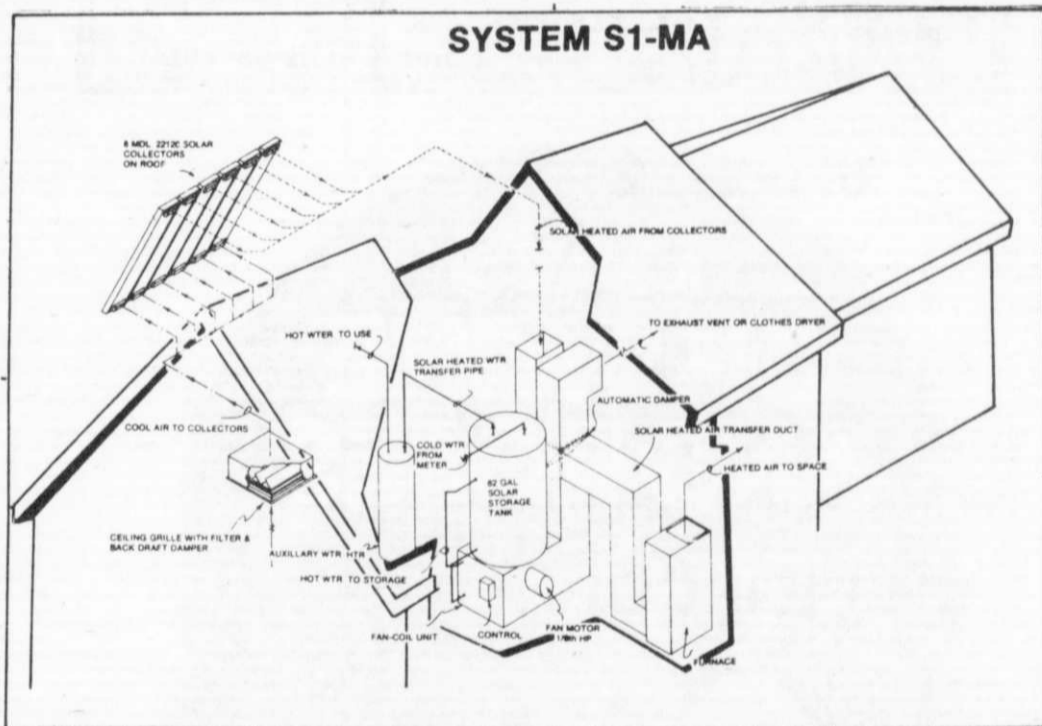 SYSTEM S1-MA
8 MDL 2212C SOLAR
COLLECTORS
ON ROOF
SOLAR HEATED AIR FROM COLLECTORS
TO EXHAUST VENT OR CLOTHES DRYER
HOT WTER TO USE
SOLAR HEATED WTR
TRANSFER PIPE
AUTOMATIC DAMPER
COOL AIR TO COLLECTORS
SOLAR HEATED AIR TRANSFER DUCT
COLD WTR
FROM
METER
HEATED AIR TO SPACE
82 GAL
SOLAR
STORAGE
TANK
CEILING GRILLE WITH FILTER &
BACK DRAFT DAMPER
AUXILLARY WTR HTR
HOT WTR TO STORAGE
FAN-COIL UNIT
CONTROL
FAN MOTOR
HP
FURNACE